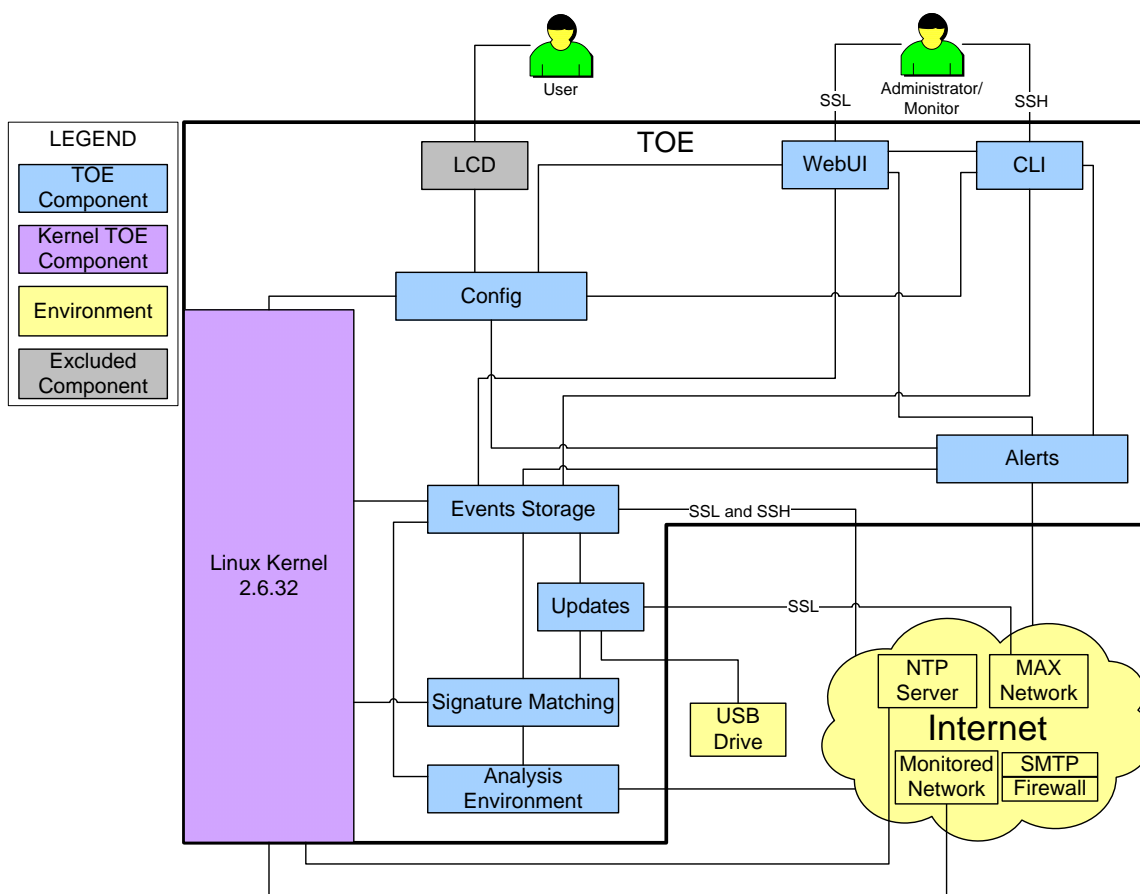 User
Administrator/
Monitor
SSL
SSH
LEGEND
TOE
Component
Kernel TOE
Component
Environment
Excluded
Component
TOE
LCD
WebUI
CLI
Config
Alerts
Events Storage
SSL and SSH
Linux Kernel
2.6.32
Updates
SSL
Signature Matching
USB
Drive
Analysis
Environment
NTP
Server
MAX
Network
Internet
Monitored
Network
SMTP
Firewall